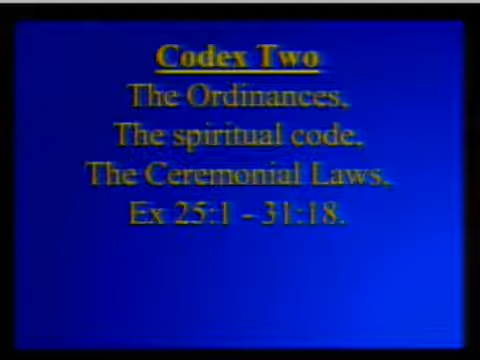 Codex Two
The Ordinances,
The spiritual code,
The Ceremonial Laws,
Ex 25:1 - 31:18.